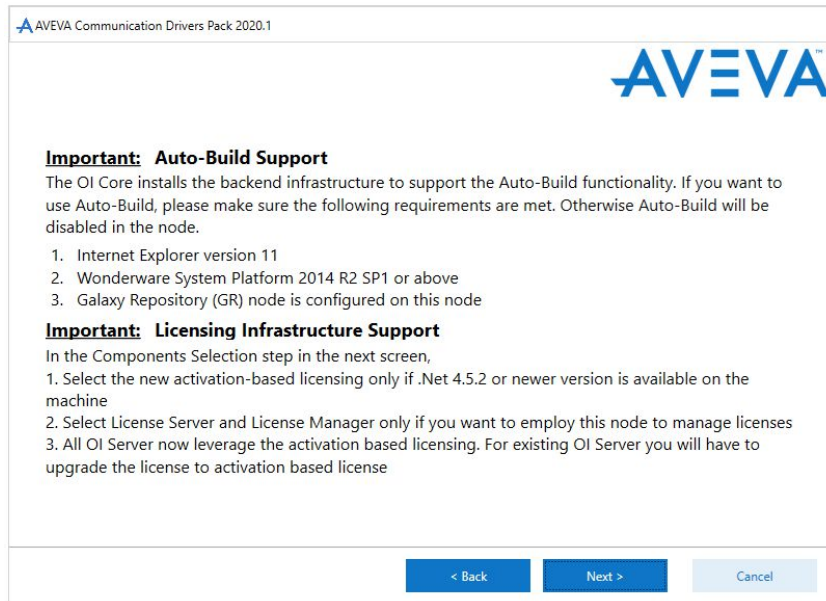 AVEVA Communication Drivers Pack 2020.1
AVEVA™
Important: Auto-Build Support
The OI Core installs the backend infrastructure to support the Auto-Build functionality. If you want to
use Auto-Build, please make sure the following requirements are met. Otherwise Auto-Build will be
disabled in the node.
1. Internet Explorer version 11
2. Wonderware System Platform 2014 R2 SP1 or above
3. Galaxy Repository (GR) node is configured on this node
Important: Licensing Infrastructure Support
In the Components Selection step in the next screen,
1. Select the new activation-based licensing only if .Net 4.5.2 or newer version is available on the
machine
2. Select License Server and License Manager only if you want to employ this node to manage licenses
3. All OI Server now leverage the activation based licensing. For existing OI Server you will have to
upgrade the license to activation based license
< Back
Next >
Cancel